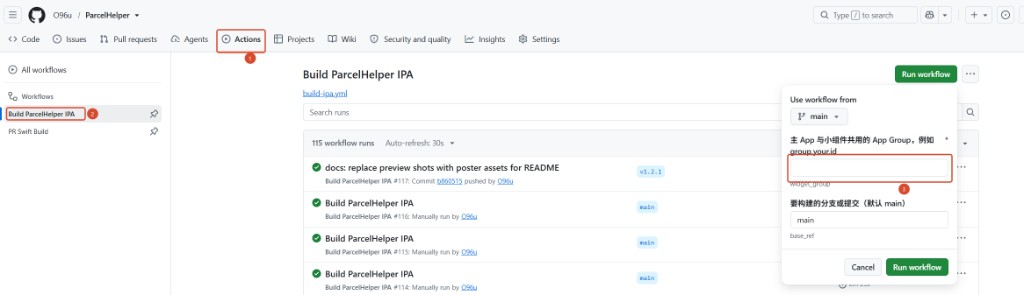 O96u / ParcelHelper
Type / to search
Code Issues Pull requests Agents Actions Projects Wiki Security and quality Insights Settings
1
All workflows
Workflows
Build ParcelHelper IPA 2
PR Swift Build
Build ParcelHelper IPA
build-ipa.yml
Run workflow
Search runs
115 workflow runs Auto-refresh: 30s
docs: replace preview shots with poster assets for README
Build ParcelHelper IPA #117: Commit b860515 pushed by O96u
v1.2.1
Build ParcelHelper IPA
Build ParcelHelper IPA #116: Manually run by O96u
main
Build ParcelHelper IPA
Build ParcelHelper IPA #115: Manually run by O96u
main
Build ParcelHelper IPA
Build ParcelHelper IPA #114: Manually run by O96u
main
Use workflow from
main
主 App 与小组件共用的 App Group，例如 *
group.your.id
3
widget_group
要构建的分支或提交（默认 main）
main
base_ref
Cancel Run workflow